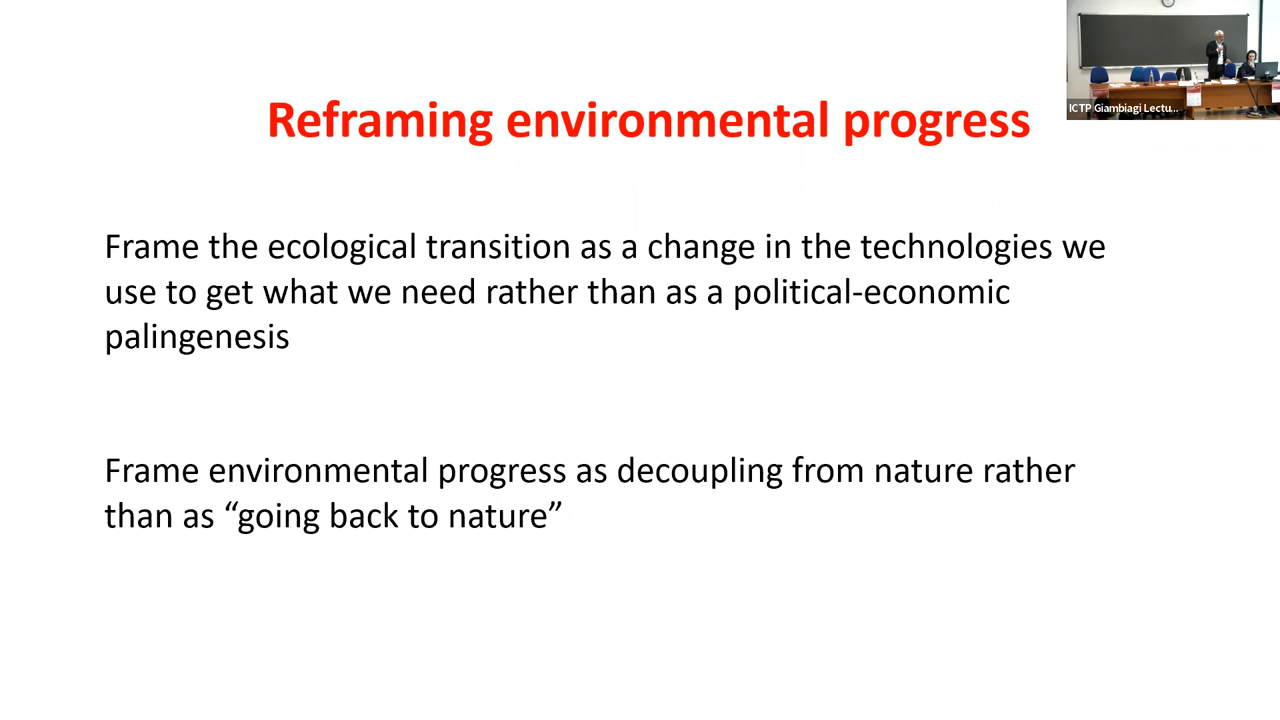 Reframing environmental progress
ICTP Giambiagi Lectu...
Frame the ecological transition as a change in the technologies we
use to get what we need rather than as a political-economic
palingenesis
Frame environmental progress as decoupling from nature rather
than as “going back to nature”